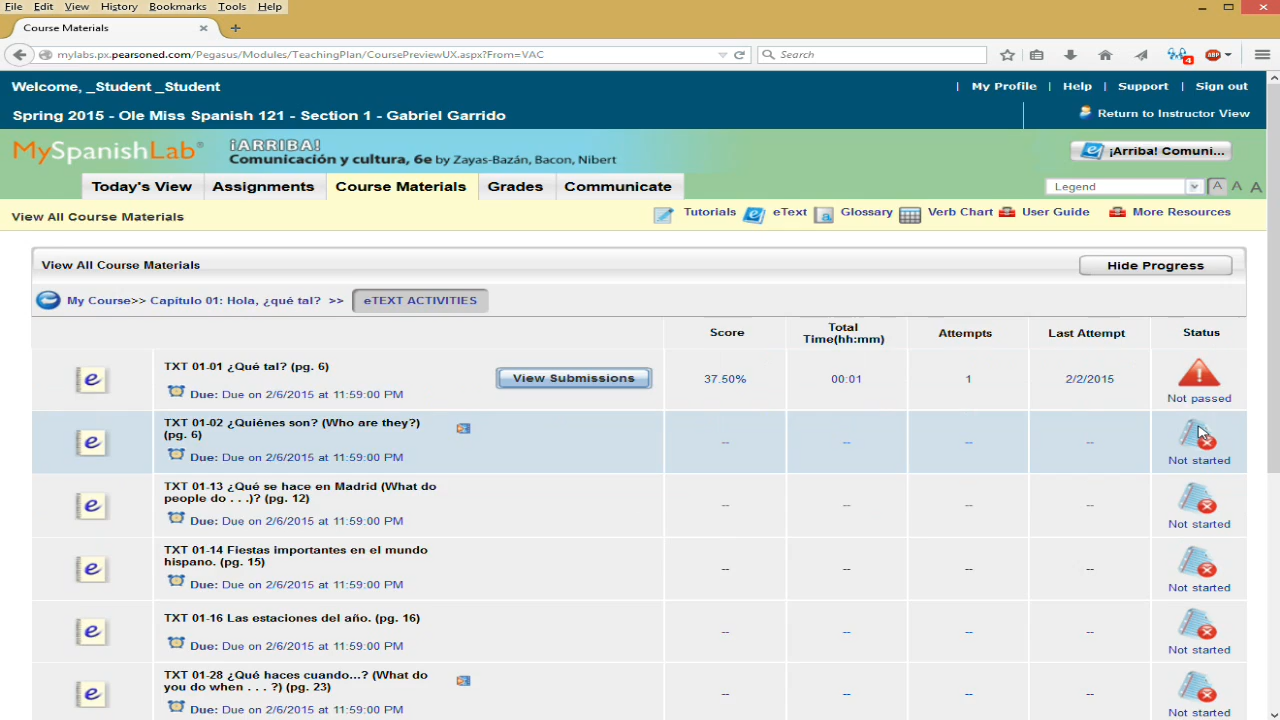 File Edit View History Bookmarks Tools Help
Course Materials
mylabs.px.pearsoned.com/Pegasus/Modules/TeachingPlan/CoursePreviewUX.aspx?From=VAC
Search
4
ABP
Welcome, _Student _Student
| My Profile | Help | Support | Sign out
Spring 2015 - Ole Miss Spanish 121 - Section 1 - Gabriel Garrido
Return to Instructor View
MySpanishLab®
¡ARRIBA!
Comunicación y cultura, 6e by Zayas-Bazán, Bacon, Nibert
¡Arriba! Comuni...
Today's View Assignments Course Materials Grades Communicate
Legend A A A
View All Course Materials
Tutorials eText Glossary Verb Chart User Guide More Resources
View All Course Materials
Hide Progress
My Course>> Capítulo 01: Hola, ¿qué tal? >> eTEXT ACTIVITIES
Score Total Time(hh:mm) Attempts Last Attempt Status
TXT 01-01 ¿Qué tal? (pg. 6)
Due: Due on 2/6/2015 at 11:59:00 PM
View Submissions
37.50% 00:01 1 2/2/2015
Not passed
TXT 01-02 ¿Quiénes son? (Who are they?)
(pg. 6)
Due: Due on 2/6/2015 at 11:59:00 PM
-- -- -- --
Not started
TXT 01-13 ¿Qué se hace en Madrid (What do
people do . . .)? (pg. 12)
Due: Due on 2/6/2015 at 11:59:00 PM
-- -- -- --
Not started
TXT 01-14 Fiestas importantes en el mundo
hispano. (pg. 15)
Due: Due on 2/6/2015 at 11:59:00 PM
-- -- -- --
Not started
TXT 01-16 Las estaciones del año. (pg. 16)
Due: Due on 2/6/2015 at 11:59:00 PM
-- -- -- --
Not started
TXT 01-28 ¿Qué haces cuando...? (What do
you do when . . . ?) (pg. 23)
Due: Due on 2/6/2015 at 11:59:00 PM
-- -- -- --
Not started